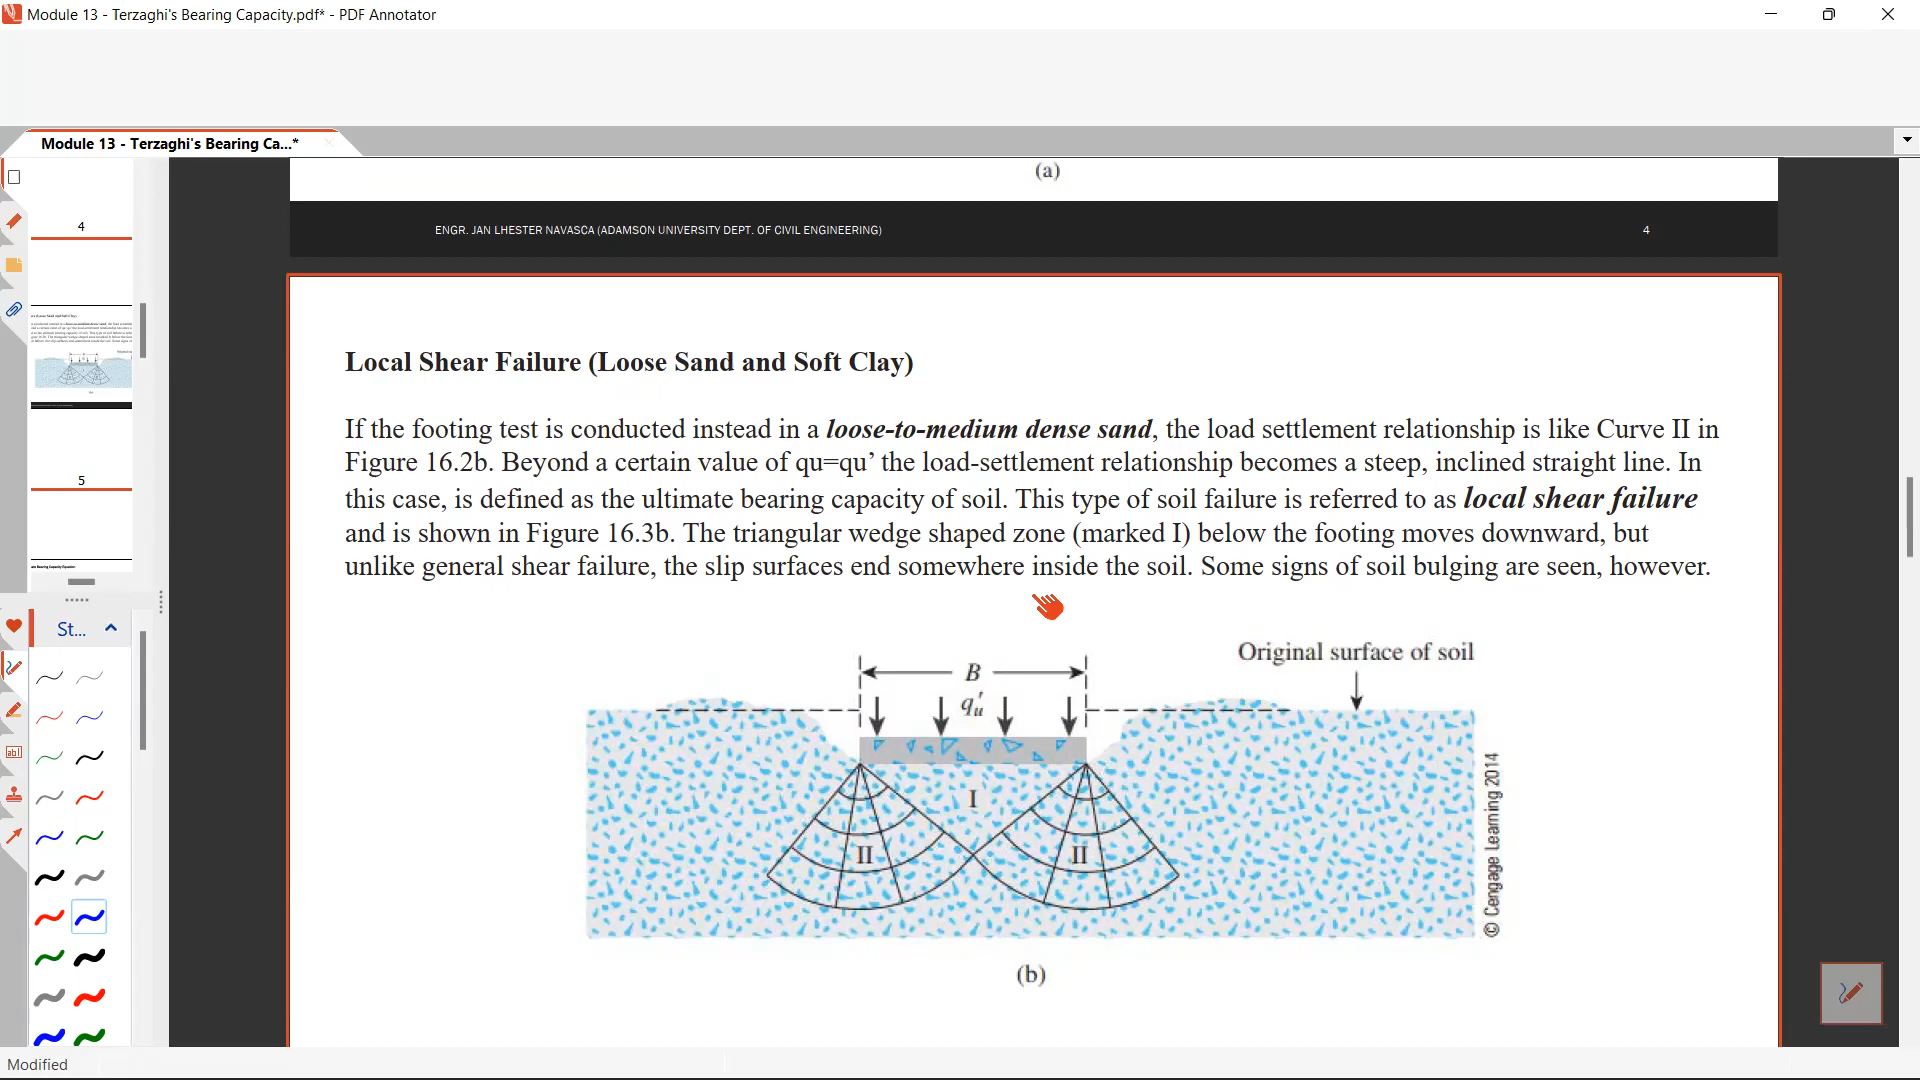 Module 13 - Terzaghi's Bearing Capacity.pdf* - PDF Annotator
Module 13 - Terzaghi's Bearing Ca...*
(a)
4
ENGR. JAN LHESTER NAVASCA (ADAMSON UNIVERSITY DEPT. OF CIVIL ENGINEERING)
4
Local Shear Failure (Loose Sand and Soft Clay)
If the footing test is conducted instead in a loose-to-medium dense sand, the load settlement relationship is like Curve II in
Figure 16.2b. Beyond a certain value of qu=qu’ the load-settlement relationship becomes a steep, inclined straight line. In
this case, is defined as the ultimate bearing capacity of soil. This type of soil failure is referred to as local shear failure
and is shown in Figure 16.3b. The triangular wedge shaped zone (marked I) below the footing moves downward, but
unlike general shear failure, the slip surfaces end somewhere inside the soil. Some signs of soil bulging are seen, however.
5
St...
Original surface of soil
B
q'u
I
II
II
© Cengage Learning 2014
(b)
Modified